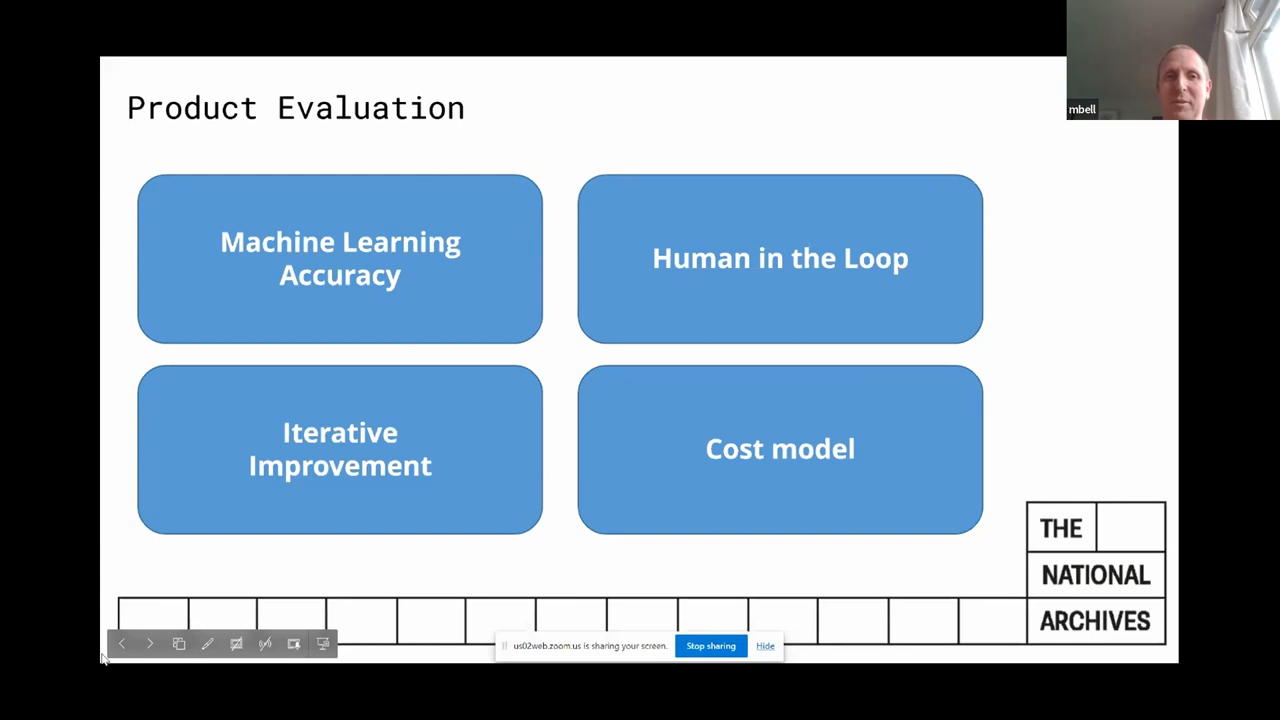 Product Evaluation
mbell
Machine Learning
Accuracy
Human in the Loop
Iterative
Improvement
Cost model
THE
NATIONAL
ARCHIVES
us02web.zoom.us is sharing your screen.
Stop sharing
Hide